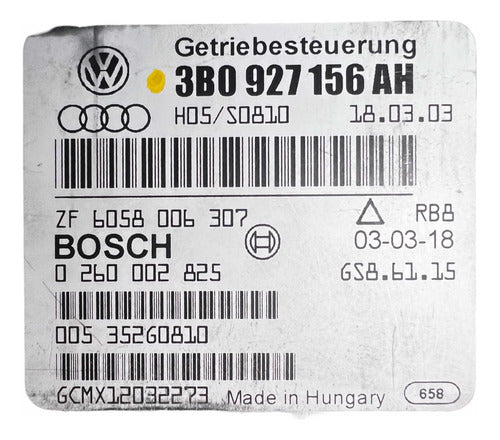 Getriebesteuerung
3B0 927 156 AH
H05/S0810 18.03.03
ZF 6058 006 307 RB8
BOSCH 03-03-18
0 260 002 825 GS8.61.15
005 35260810
GCMX12032273 Made in Hungary 658